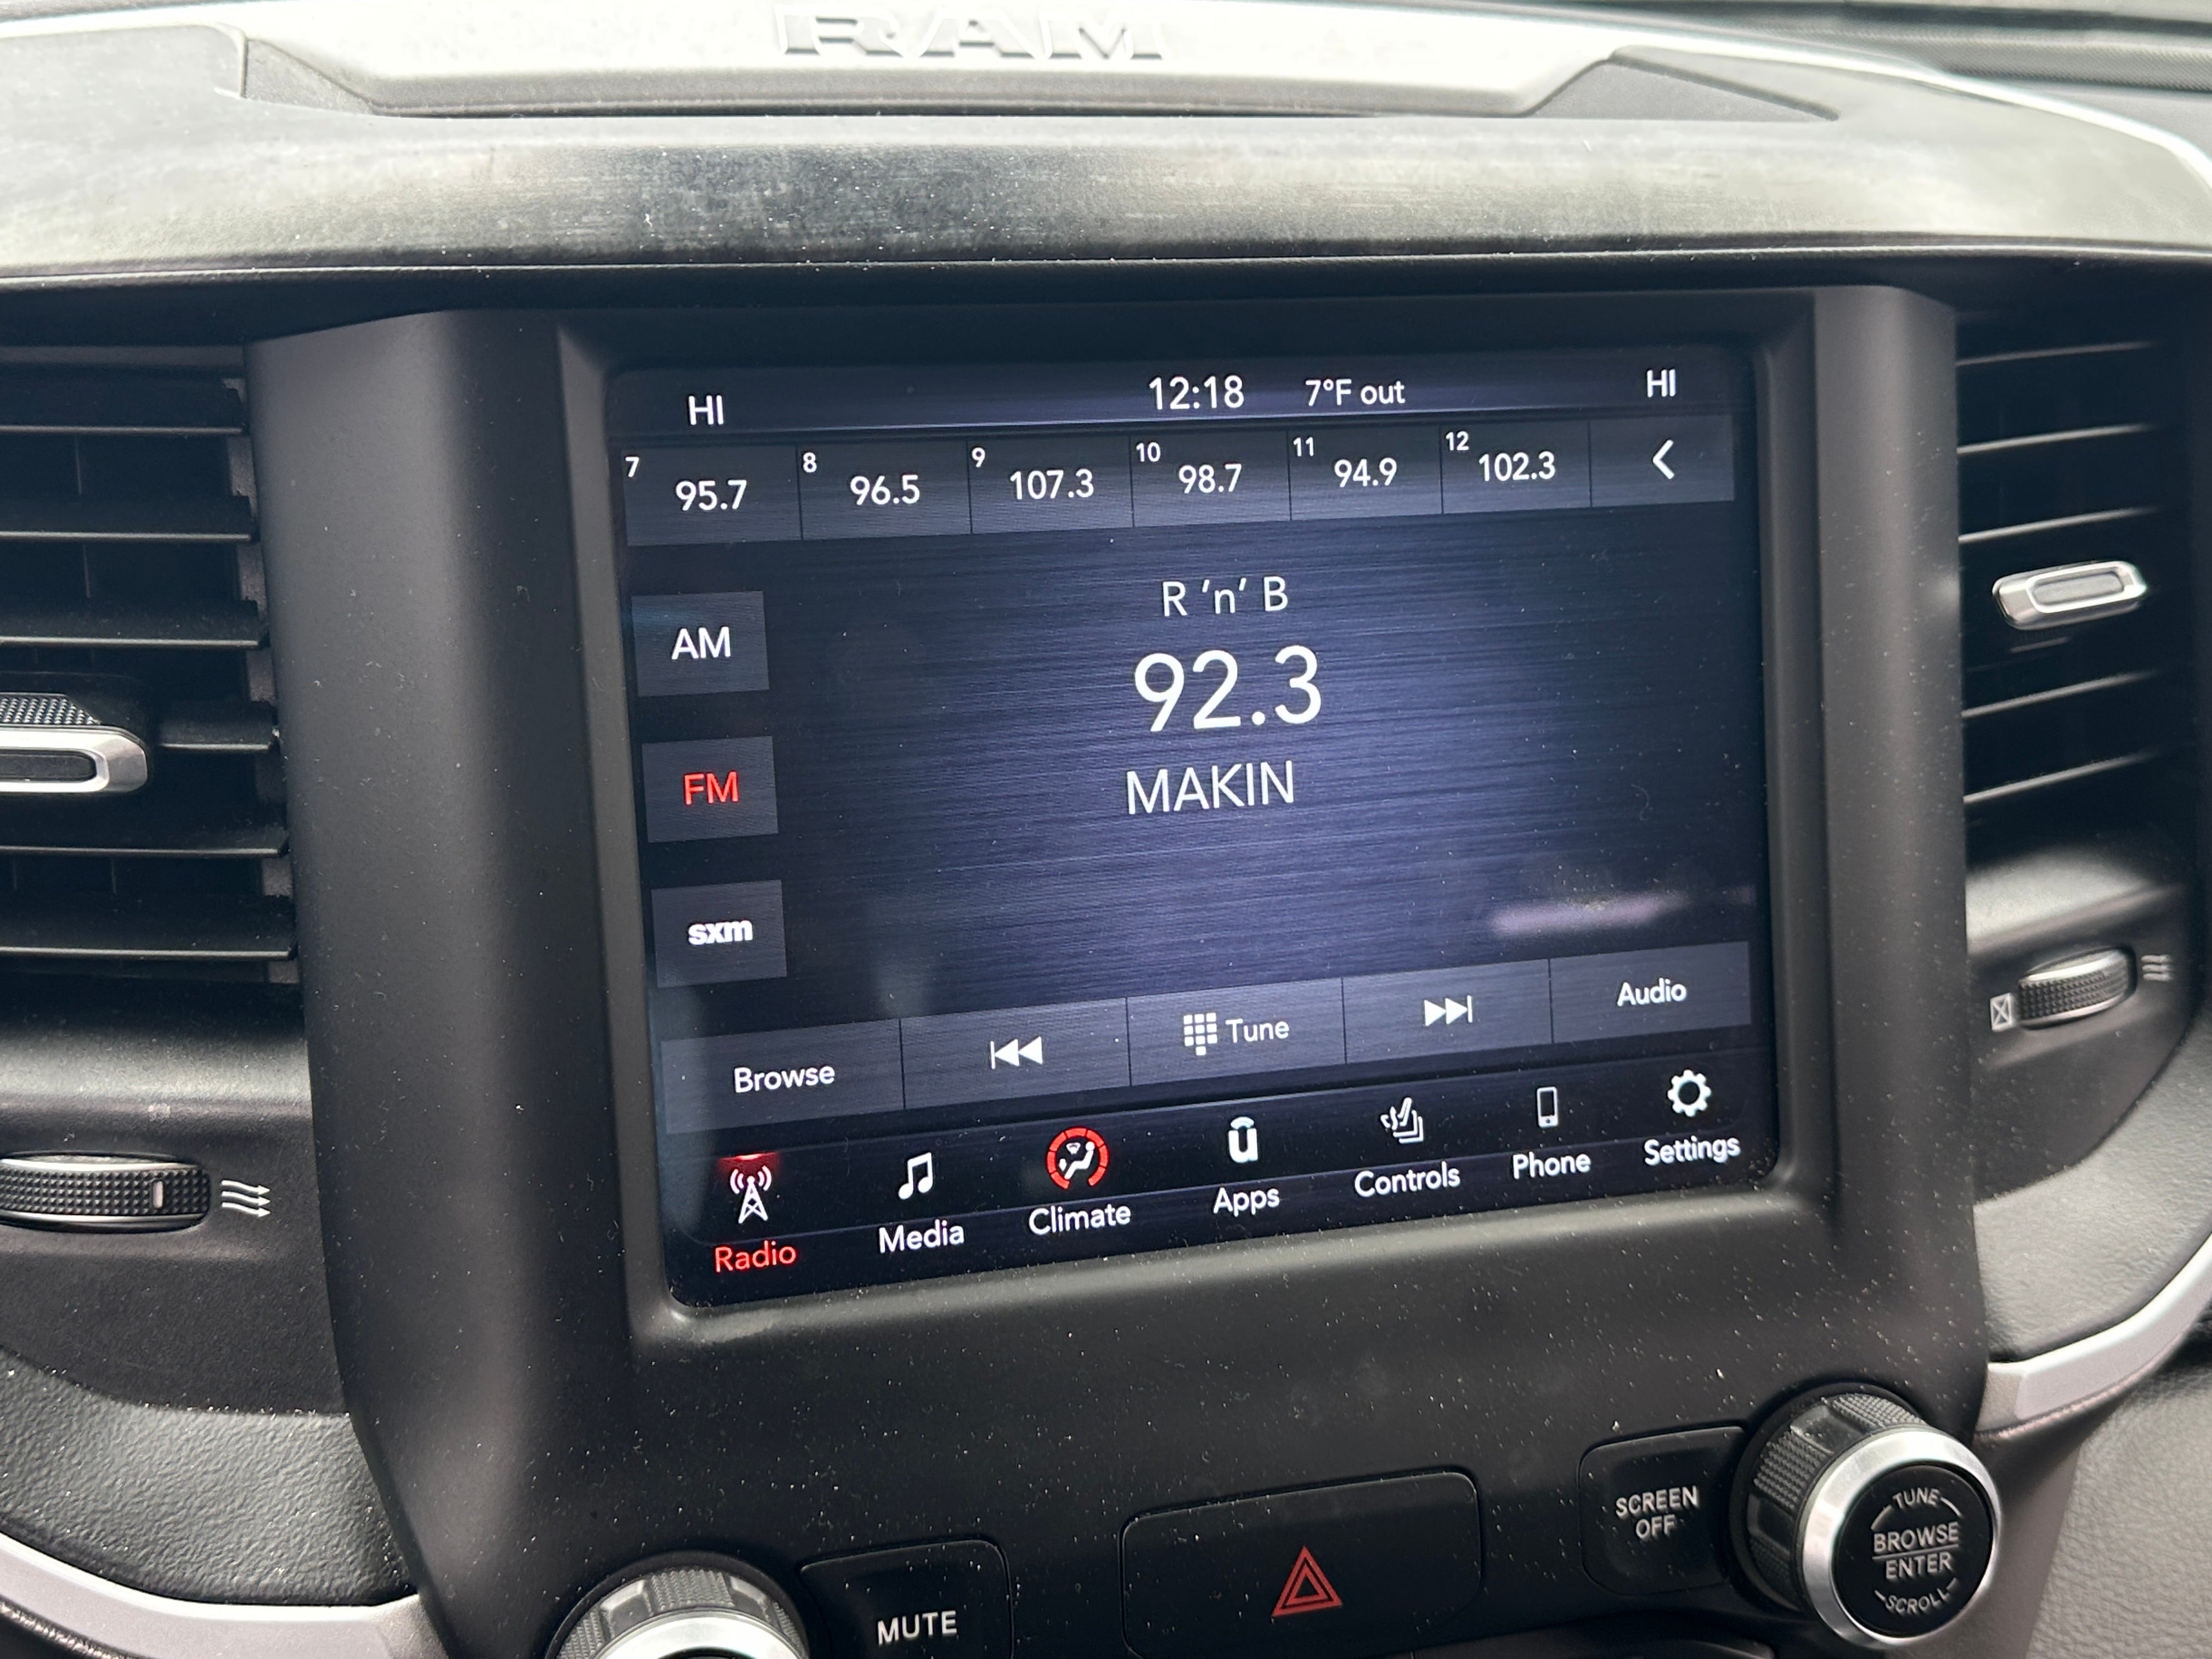 RAM
HI 12:18 7°F out HI
7 95.7 8 96.5 9 107.3 10 98.7 11 94.9 12 102.3
R 'n' B
AM
92.3
FM
MAKIN
sxm
Browse Tune Audio
Radio Media Climate Apps Controls Phone Settings
MUTE
SCREEN
OFF
TUNE
BROWSE
ENTER
SCROLL